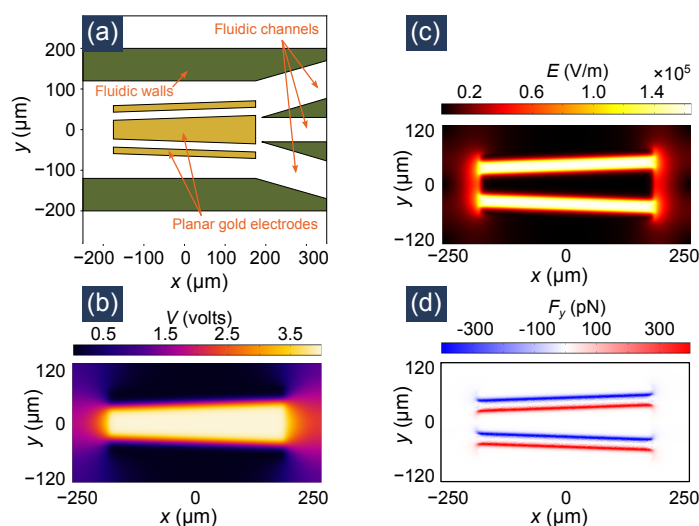 (a)
Fluidic channels
200
100
0
−100
−200
y (µm)
Fluidic walls
Planar gold electrodes
−200 −100 0 100 200 300
x (µm)
(b)
V (volts)
0.5 1.5 2.5 3.5
120
0
−120
y (µm)
−250 0 250
x (µm)
(c)
E (V/m) ×10⁵
0.2 0.6 1.0 1.4
120
0
−120
y (µm)
−250 0 250
x (µm)
(d)
F_y (pN)
-300 -100 100 300
120
0
−120
y (µm)
−250 0 250
x (µm)